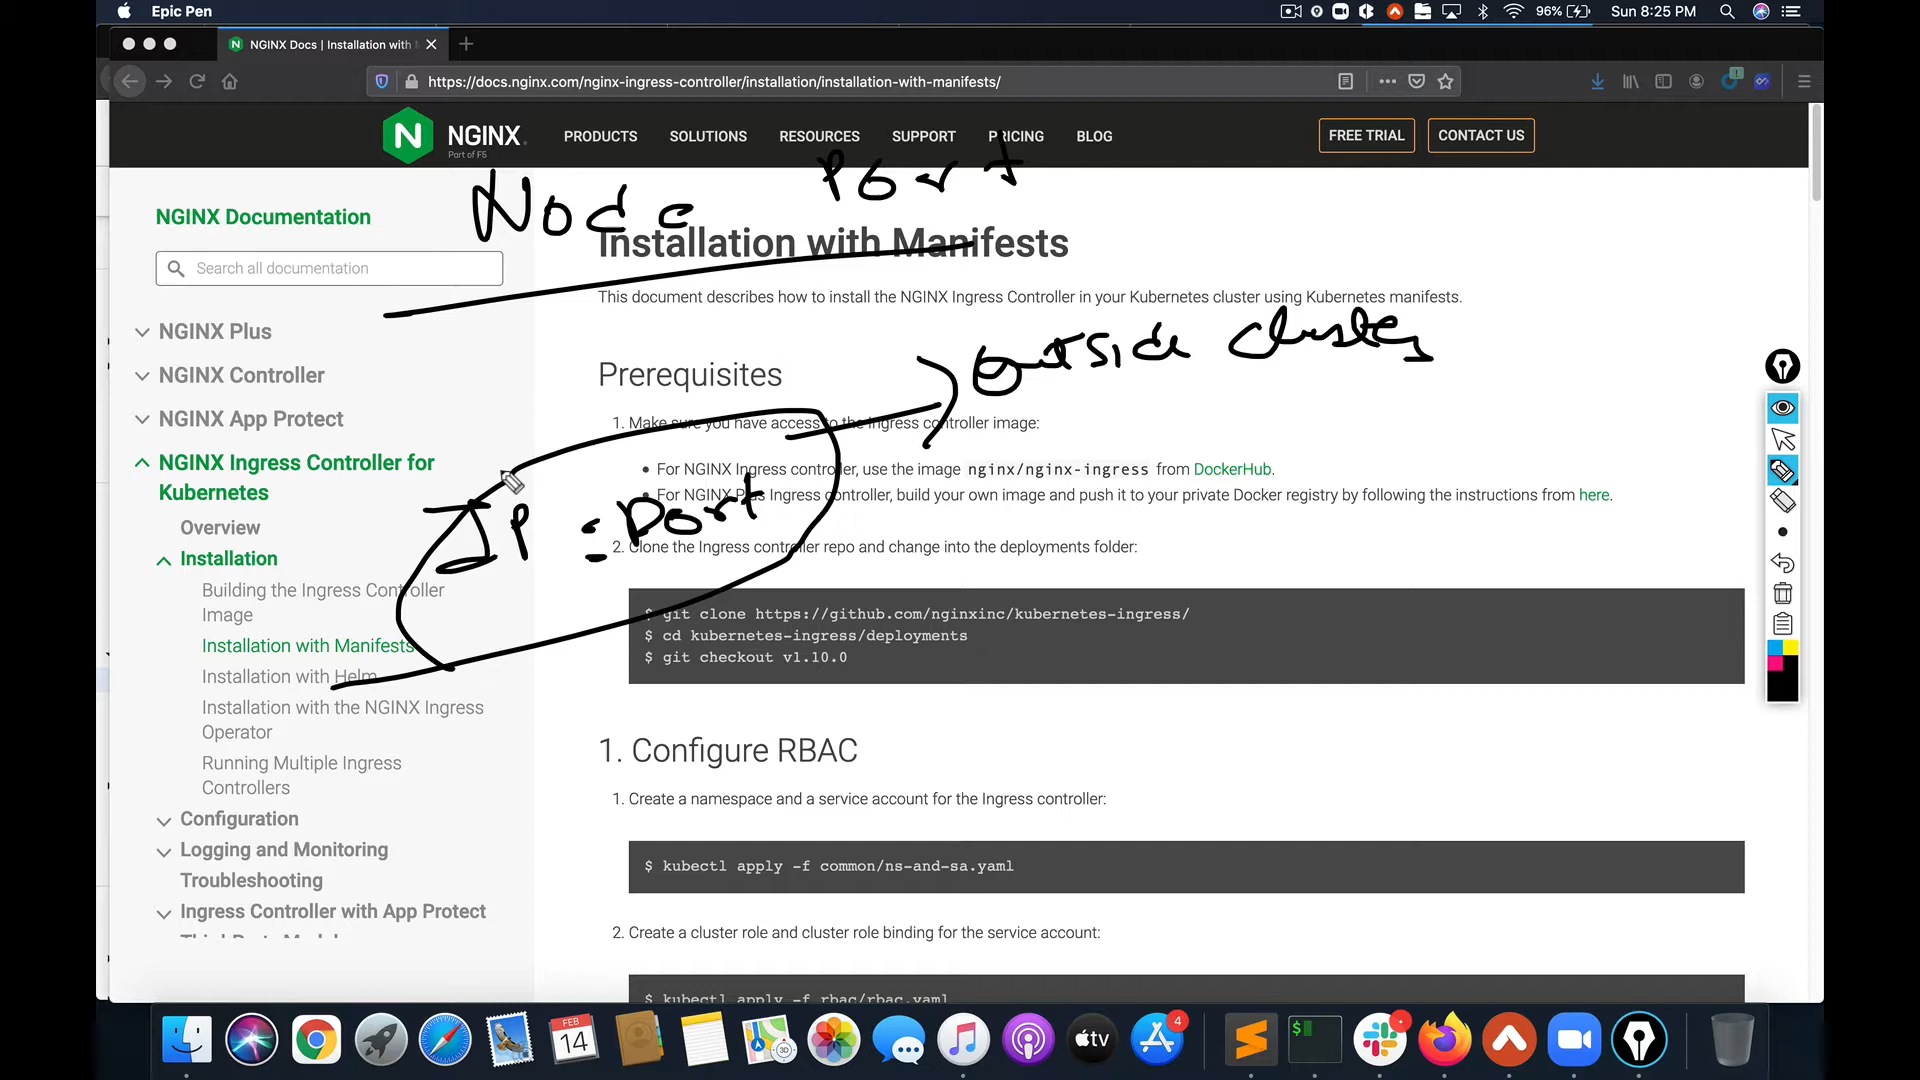 Epic Pen
96%
Sun 8:25 PM
NGINX Docs | Installation with
https://docs.nginx.com/nginx-ingress-controller/installation/installation-with-manifests/
NGINX
Part of F5
PRODUCTS
SOLUTIONS
RESOURCES
SUPPORT
PRICING
BLOG
FREE TRIAL
CONTACT US
Node Port
NGINX Documentation
Search all documentation
NGINX Plus
NGINX Controller
NGINX App Protect
NGINX Ingress Controller for
Kubernetes
Overview
Installation
Building the Ingress Controller
Image
Installation with Manifests
Installation with Helm
Installation with the NGINX Ingress
Operator
Running Multiple Ingress
Controllers
Configuration
Logging and Monitoring
Troubleshooting
Ingress Controller with App Protect
Installation with Manifests
This document describes how to install the NGINX Ingress Controller in your Kubernetes cluster using Kubernetes manifests.
outside cluster
Prerequisites
1. Make sure you have access to the Ingress controller image:
• For NGINX Ingress controller, use the image nginx/nginx-ingress from DockerHub.
• For NGINX Plus Ingress controller, build your own image and push it to your private Docker registry by following the instructions from here.
IP : Port
2. Clone the Ingress controller repo and change into the deployments folder:
$ git clone https://github.com/nginxinc/kubernetes-ingress/
$ cd kubernetes-ingress/deployments
$ git checkout v1.10.0
1. Configure RBAC
1. Create a namespace and a service account for the Ingress controller:
$ kubectl apply -f common/ns-and-sa.yaml
2. Create a cluster role and cluster role binding for the service account:
$ kubectl apply -f rbac/rbac.yaml
FEB
14
tv
4